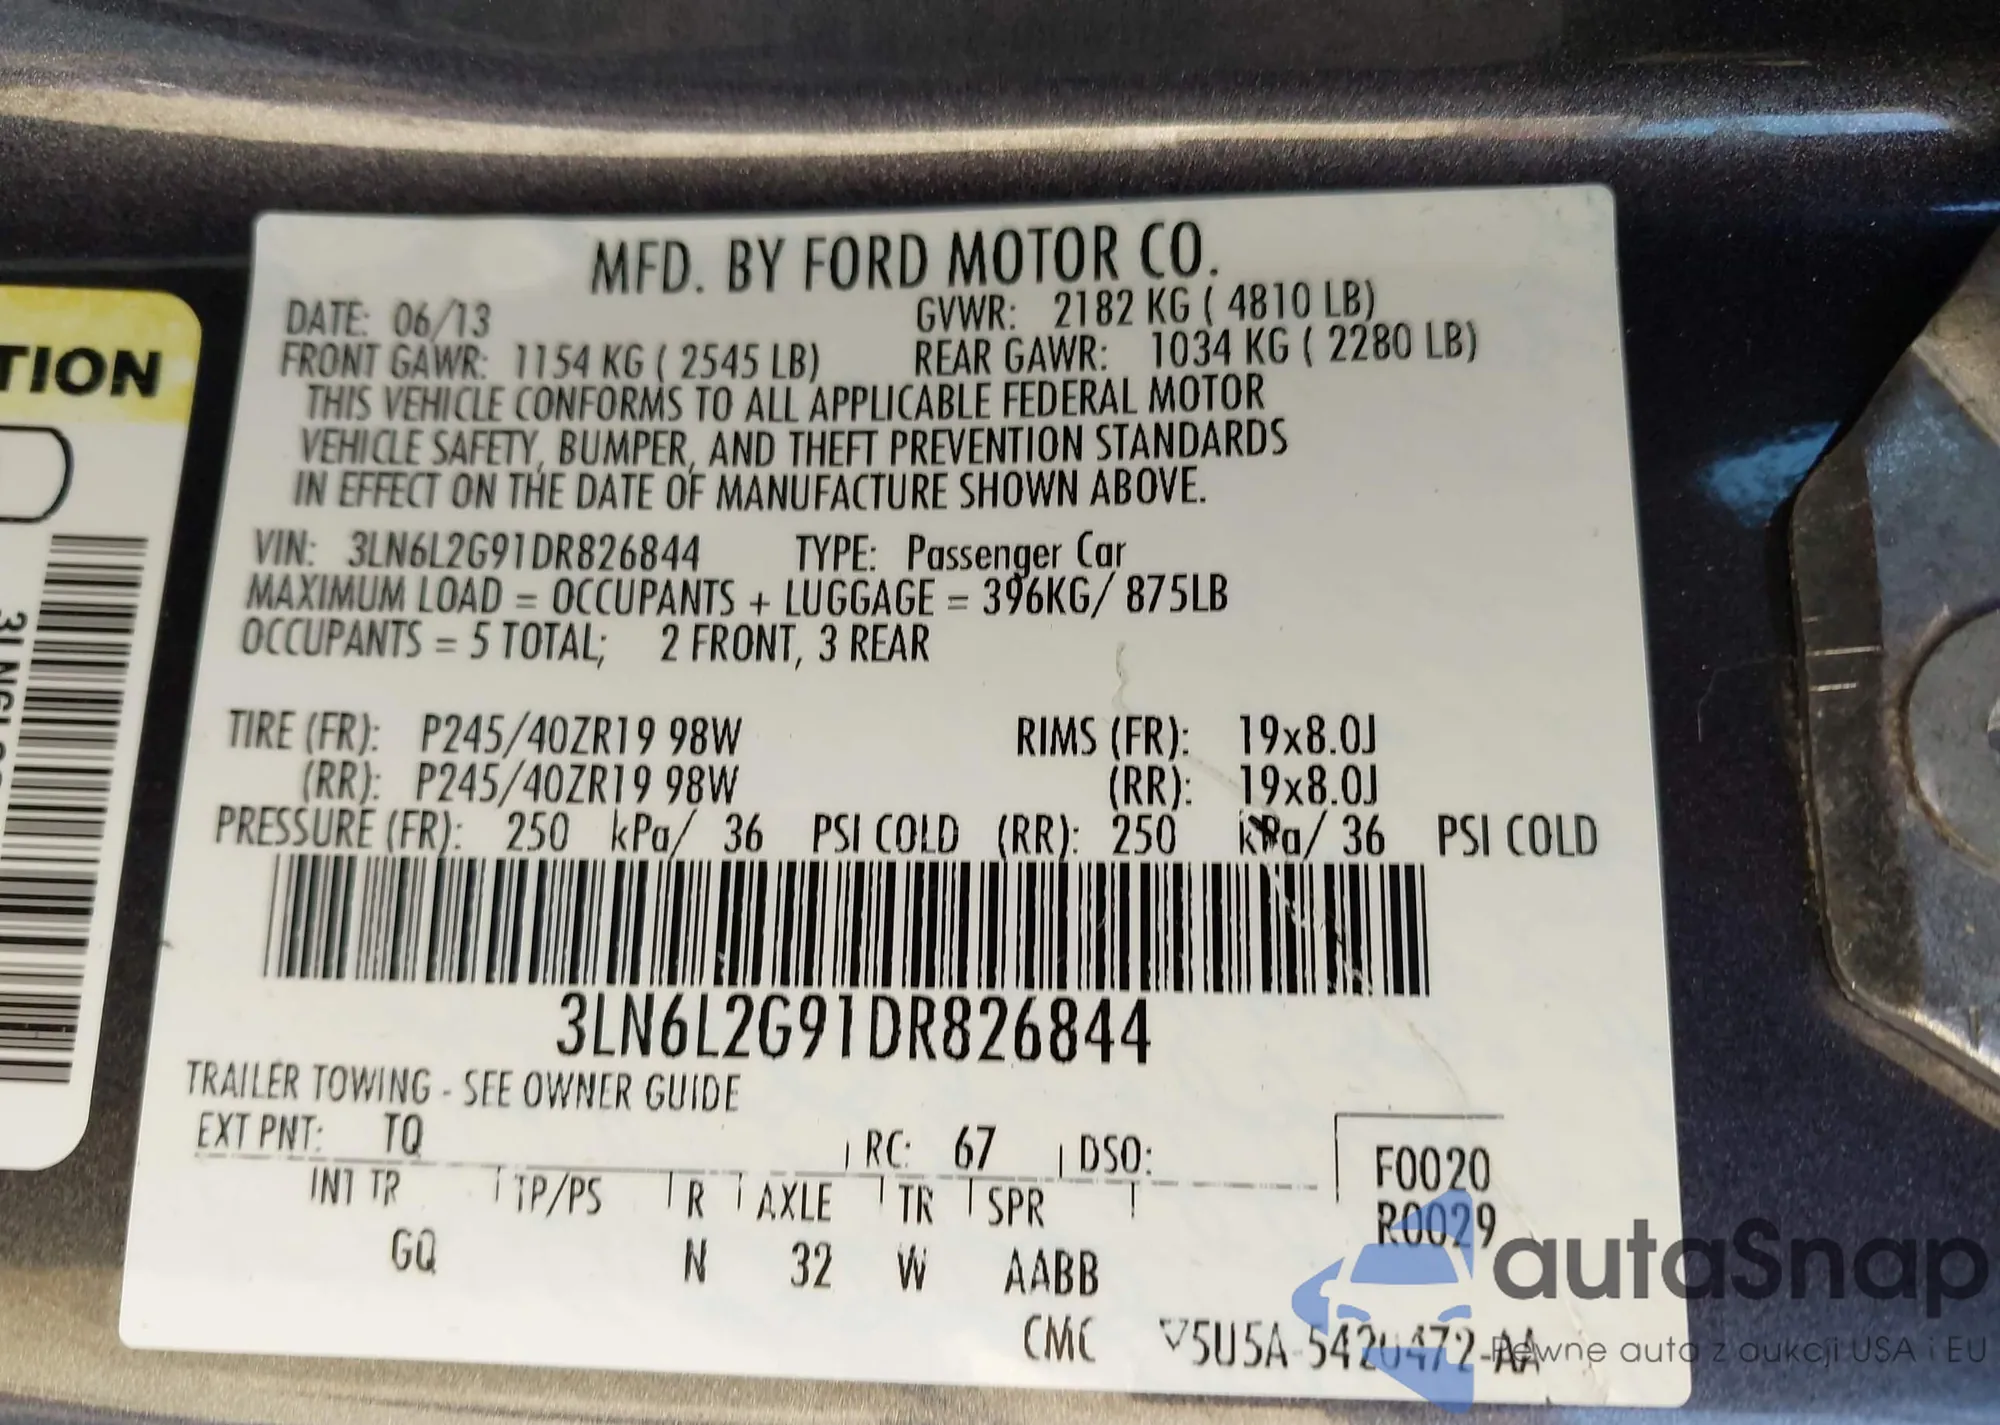 MFD. BY FORD MOTOR CO.
DATE: 06/13 GVWR: 2182 KG ( 4810 LB)
FRONT GAWR: 1154 KG ( 2545 LB) REAR GAWR: 1034 KG ( 2280 LB)
THIS VEHICLE CONFORMS TO ALL APPLICABLE FEDERAL MOTOR
VEHICLE SAFETY, BUMPER, AND THEFT PREVENTION STANDARDS
IN EFFECT ON THE DATE OF MANUFACTURE SHOWN ABOVE.
VIN: 3LN6L2G91DR826844 TYPE: Passenger Car
MAXIMUM LOAD = OCCUPANTS + LUGGAGE = 396KG/ 875LB
OCCUPANTS = 5 TOTAL; 2 FRONT, 3 REAR
TIRE (FR): P245/40ZR19 98W RIMS (FR): 19x8.0J
(RR): P245/40ZR19 98W (RR): 19x8.0J
PRESSURE (FR): 250 kPa/ 36 PSI COLD (RR): 250 kPa/ 36 PSI COLD
3LN6L2G91DR826844
TRAILER TOWING - SEE OWNER GUIDE
EXT PNT: TQ RC: 67 DSO:
F0020
R0029
INT TR TP/PS R AXLE TR SPR
GQ N 32 W AABB
CMC 5U5A-5420472-AA
TION
autaSnap
Pewne auta z aukcji USA i EU